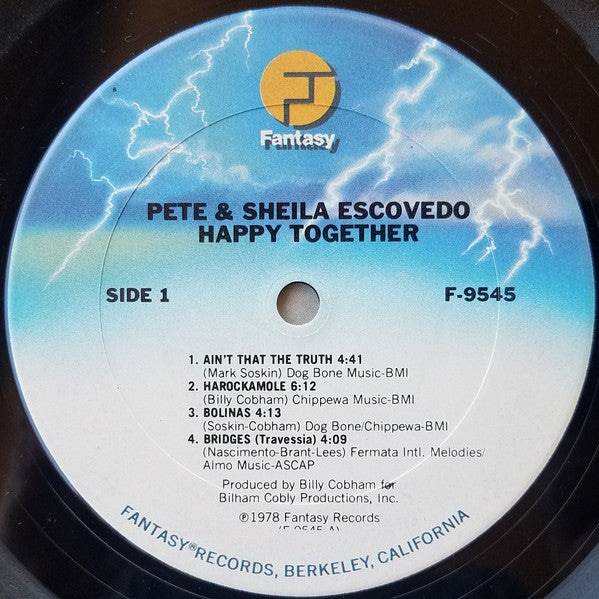 Fantasy
PETE & SHEILA ESCOVEDO
HAPPY TOGETHER
SIDE 1
F-9545
1. AIN'T THAT THE TRUTH 4:41
(Mark Soskin) Dog Bone Music-BMI
2. HAROCKAMOLE 6:12
(Billy Cobham) Chippewa Music-BMI
3. BOLINAS 4:13
(Soskin-Cobham) Dog Bone/Chippewa-BMI
4. BRIDGES (Travessia) 4:09
(Nascimento-Brant-Lees) Fermata Intl. Melodies/
Almo Music-ASCAP
Produced by Billy Cobham for
Bilham Cobly Productions, Inc.
℗1978 Fantasy Records
(F-9545-A)
FANTASY® RECORDS, BERKELEY, CALIFORNIA